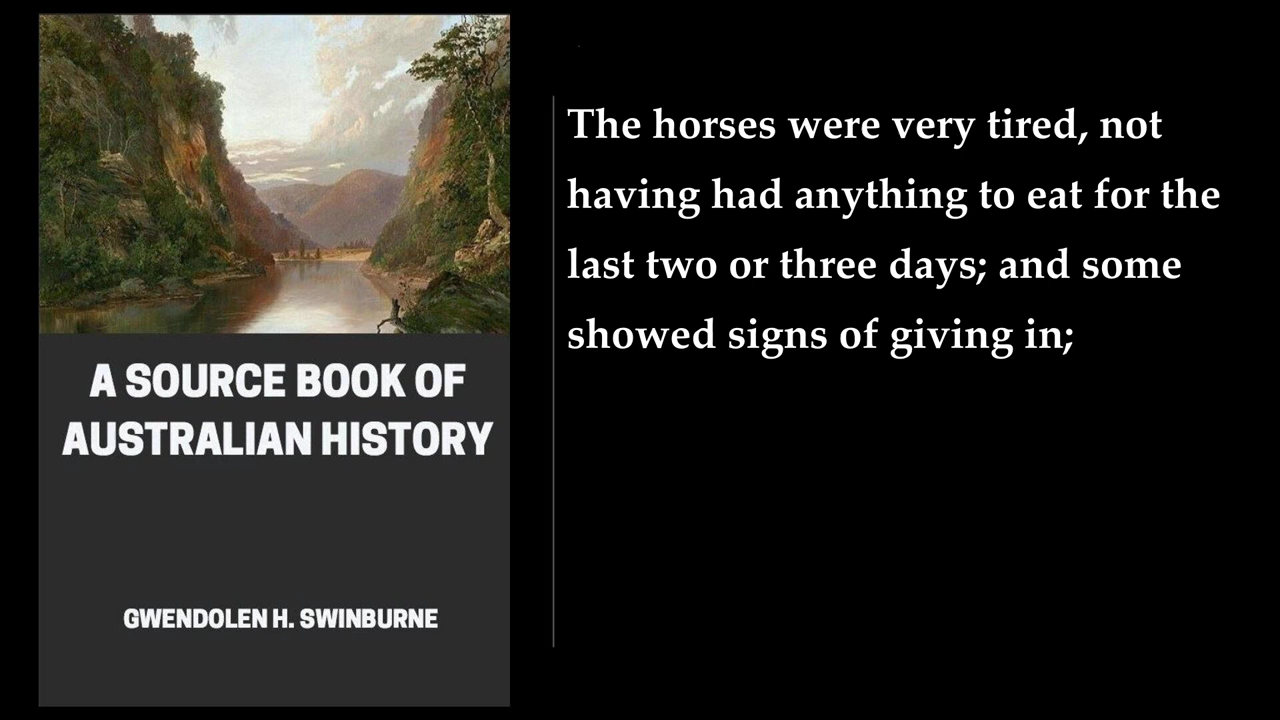 A SOURCE BOOK OF
AUSTRALIAN HISTORY
GWENDOLEN H. SWINBURNE
The horses were very tired, not
having had anything to eat for the
last two or three days; and some
showed signs of giving in;